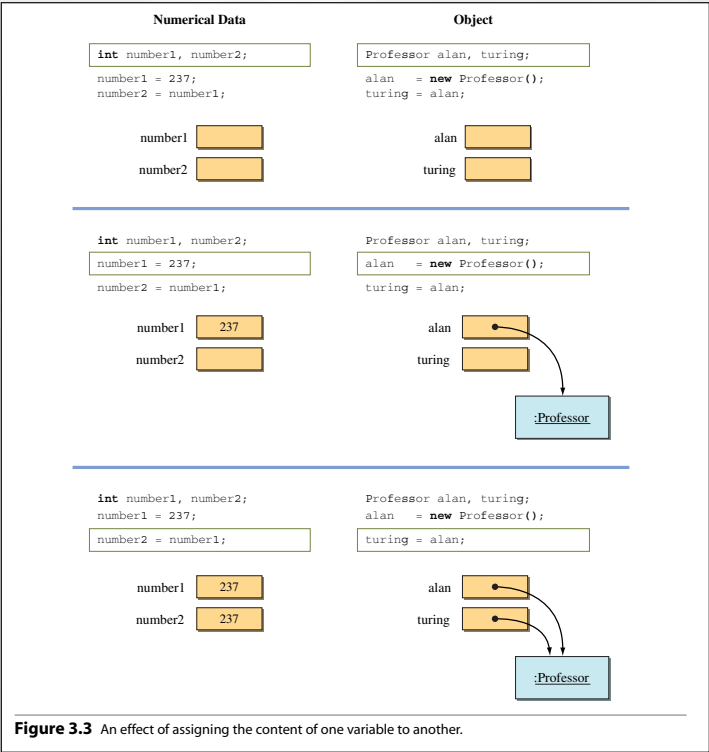 Numerical Data
Object
int number1, number2;
number1 = 237;
number2 = number1;
Professor alan, turing;
alan = new Professor();
turing = alan;
number1
number2
alan
turing
int number1, number2;
number1 = 237;
number2 = number1;
Professor alan, turing;
alan = new Professor();
turing = alan;
number1 237
number2
alan
turing
:Professor
int number1, number2;
number1 = 237;
number2 = number1;
Professor alan, turing;
alan = new Professor();
turing = alan;
number1 237
number2 237
alan
turing
:Professor
Figure 3.3 An effect of assigning the content of one variable to another.